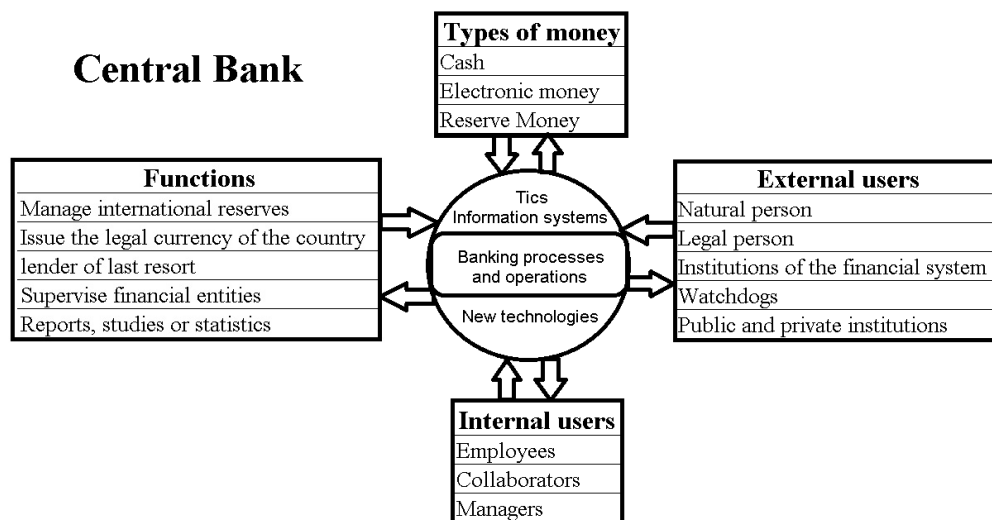 Central Bank
Types of money
Cash
Electronic money
Reserve Money
Functions
Manage international reserves
Issue the legal currency of the country
lender of last resort
Supervise financial entities
Reports, studies or statistics
Tics
Information systems
Banking processes
and operations
New technologies
External users
Natural person
Legal person
Institutions of the financial system
Watchdogs
Public and private institutions
Internal users
Employees
Collaborators
Managers